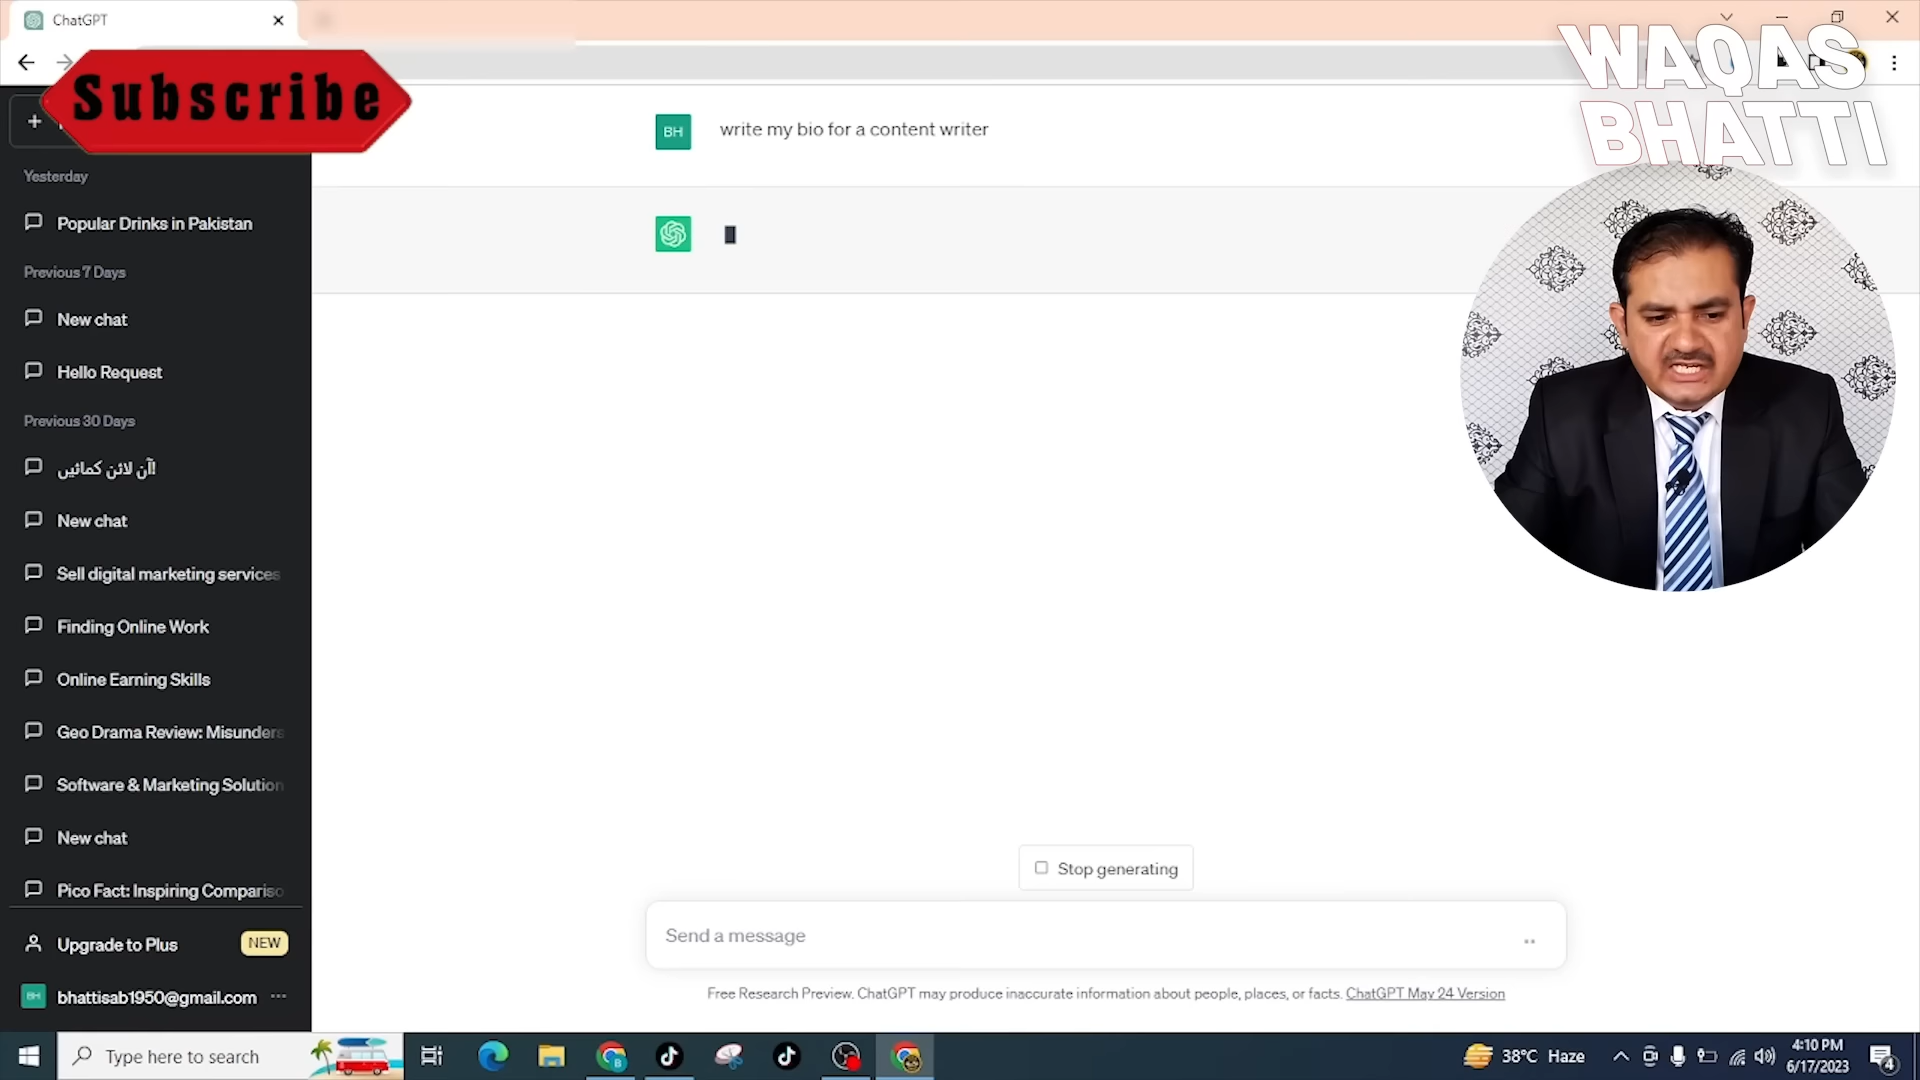 ChatGPT
WAQAS
BHATTI
Subscribe
BH
write my bio for a content writer
Yesterday
Popular Drinks in Pakistan
Previous 7 Days
New chat
Hello Request
Previous 30 Days
آن لائن کمائیں!
New chat
Sell digital marketing services
Finding Online Work
Online Earning Skills
Geo Drama Review: Misunders
Software & Marketing Solution
New chat
Pico Fact: Inspiring Compariso
Upgrade to Plus
NEW
BH
bhattisab1950@gmail.com
Stop generating
Send a message
Free Research Preview. ChatGPT may produce inaccurate information about people, places, or facts. ChatGPT May 24 Version
Type here to search
B
38°C Haze
4:10 PM
6/17/2023
4